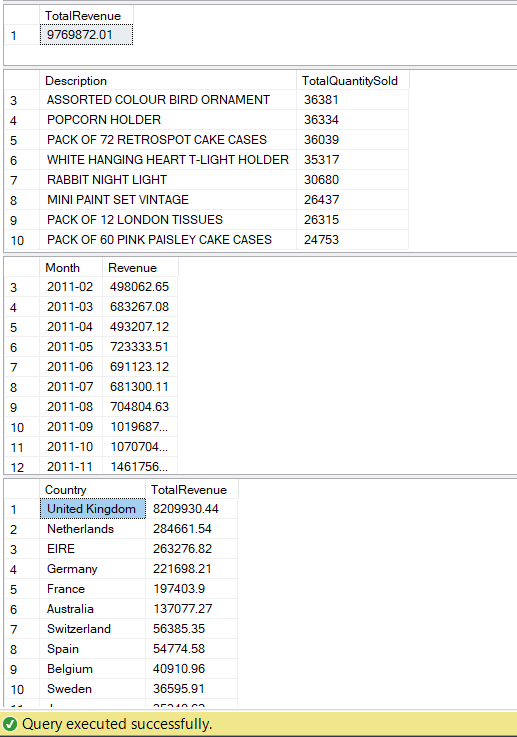 TotalRevenue
1 9769872.01
Description TotalQuantitySold
3 ASSORTED COLOUR BIRD ORNAMENT 36381
4 POPCORN HOLDER 36334
5 PACK OF 72 RETROSPOT CAKE CASES 36039
6 WHITE HANGING HEART T-LIGHT HOLDER 35317
7 RABBIT NIGHT LIGHT 30680
8 MINI PAINT SET VINTAGE 26437
9 PACK OF 12 LONDON TISSUES 26315
10 PACK OF 60 PINK PAISLEY CAKE CASES 24753
Month Revenue
3 2011-02 498062.65
4 2011-03 683267.08
5 2011-04 493207.12
6 2011-05 723333.51
7 2011-06 691123.12
8 2011-07 681300.11
9 2011-08 704804.63
10 2011-09 1019687...
11 2011-10 1070704...
12 2011-11 1461756...
Country TotalRevenue
1 United Kingdom 8209930.44
2 Netherlands 284661.54
3 EIRE 263276.82
4 Germany 221698.21
5 France 197403.9
6 Australia 137077.27
7 Switzerland 56385.35
8 Spain 54774.58
9 Belgium 40910.96
10 Sweden 36595.91
Query executed successfully.